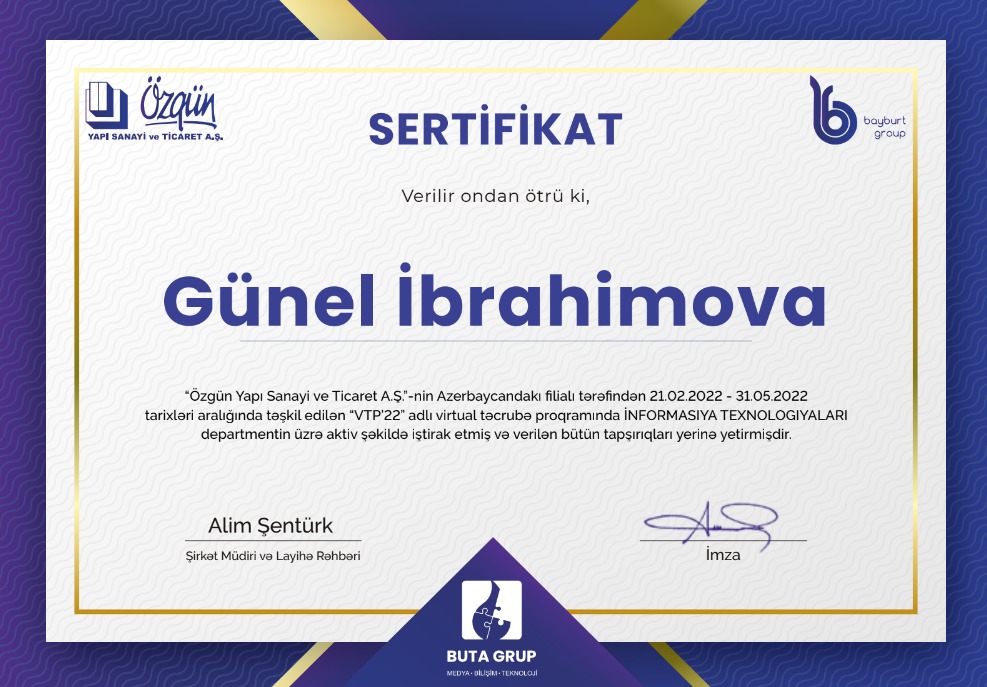 Özgün
YAPI SANAYİ ve TİCARET A.Ş.
SERTİFİKAT
bayburt
group
Verilir ondan ötrü ki,
Günel İbrahimova
“Özgün Yapı Sanayi ve Ticaret A.Ş.”-nin Azerbaycandakı filialı tərəfindən 21.02.2022 - 31.05.2022
tarixləri aralığında təşkil edilən “VTP’22” adlı virtual təcrubə proqramında İNFORMASIYA TEXNOLOGIYALARI
departmentin üzrə aktiv şəkildə iştirak etmiş və verilən bütün tapşırıqları yerinə yetirmişdir.
Alim Şentürk
Şirkət Müdiri və Layihə Rəhbəri
İmza
BUTA GRUP
MEDYA • BİLİŞİM • TEKNOLOJİ